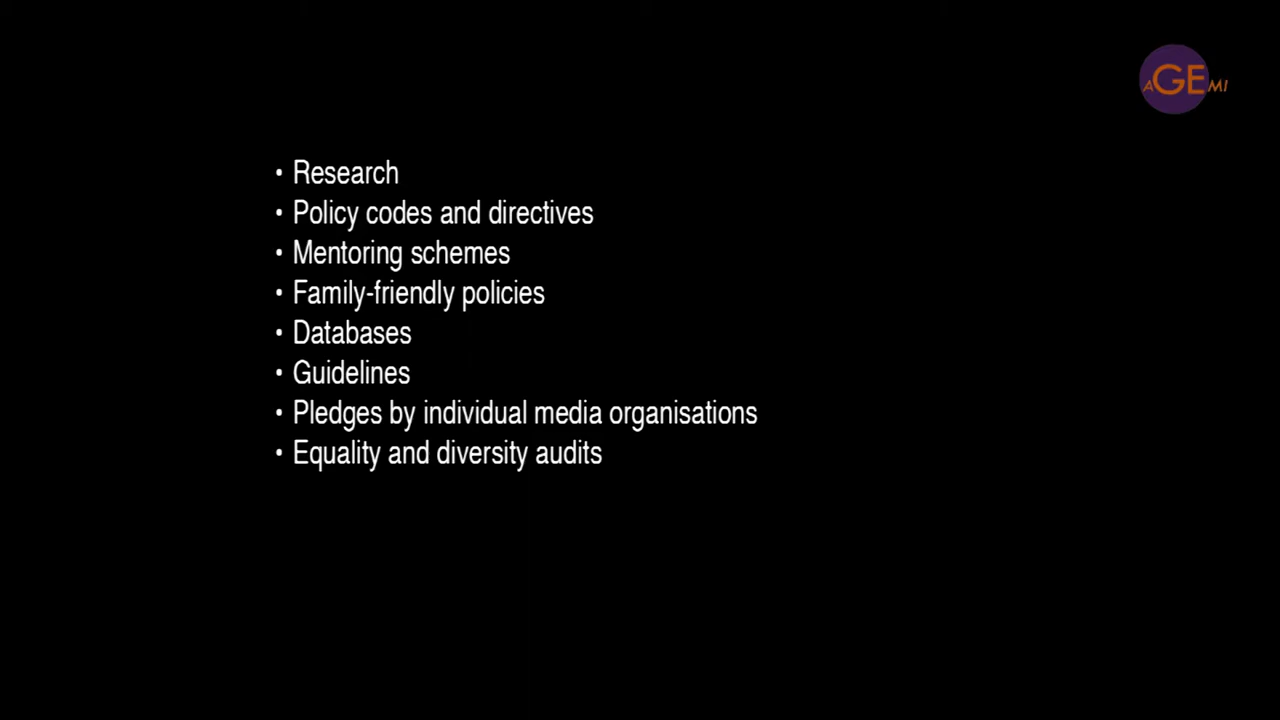 AGEMI
• Research
• Policy codes and directives
• Mentoring schemes
• Family-friendly policies
• Databases
• Guidelines
• Pledges by individual media organisations
• Equality and diversity audits